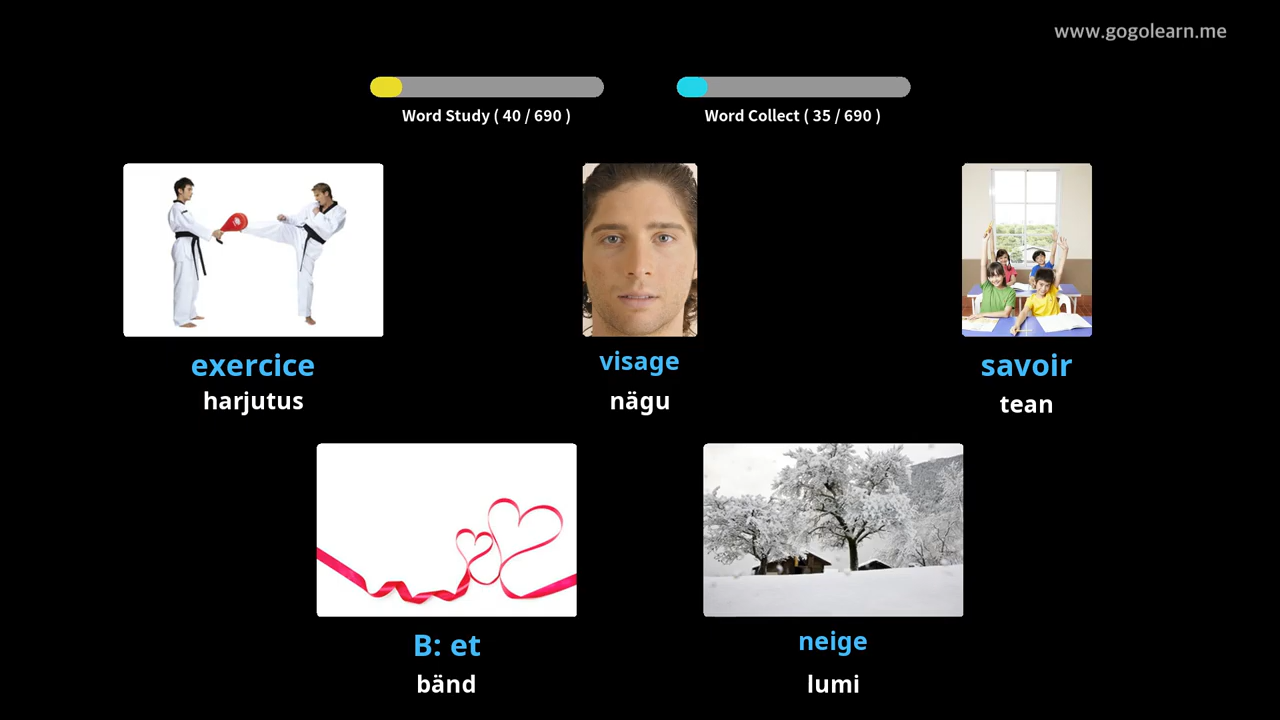 www.gogolearn.me
Word Study ( 40 / 690 )
Word Collect ( 35 / 690 )
exercice
harjutus
visage
nägu
savoir
tean
B: et
bänd
neige
lumi